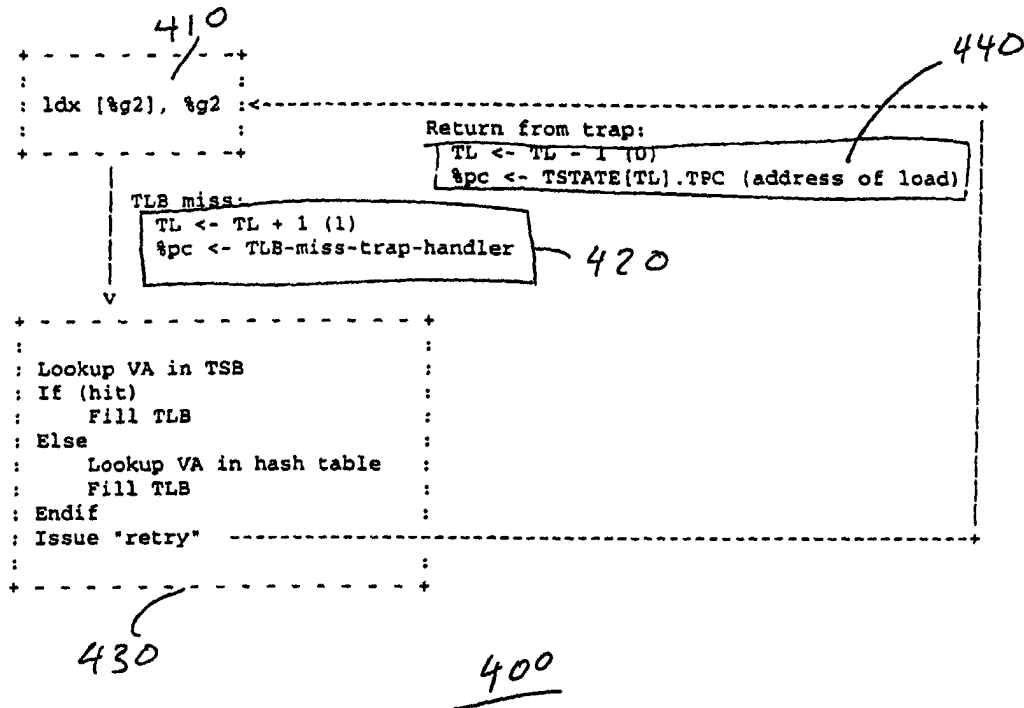 410
440
ldx [%g2], %g2
Return from trap:
TL <- TL - 1 (0)
%pc <- TSTATE[TL].TPC (address of load)
TLB miss:
TL <- TL + 1 (1)
%pc <- TLB-miss-trap-handler
420
Lookup VA in TSB
If (hit)
Fill TLB
Else
Lookup VA in hash table
Fill TLB
Endif
Issue "retry"
430
400